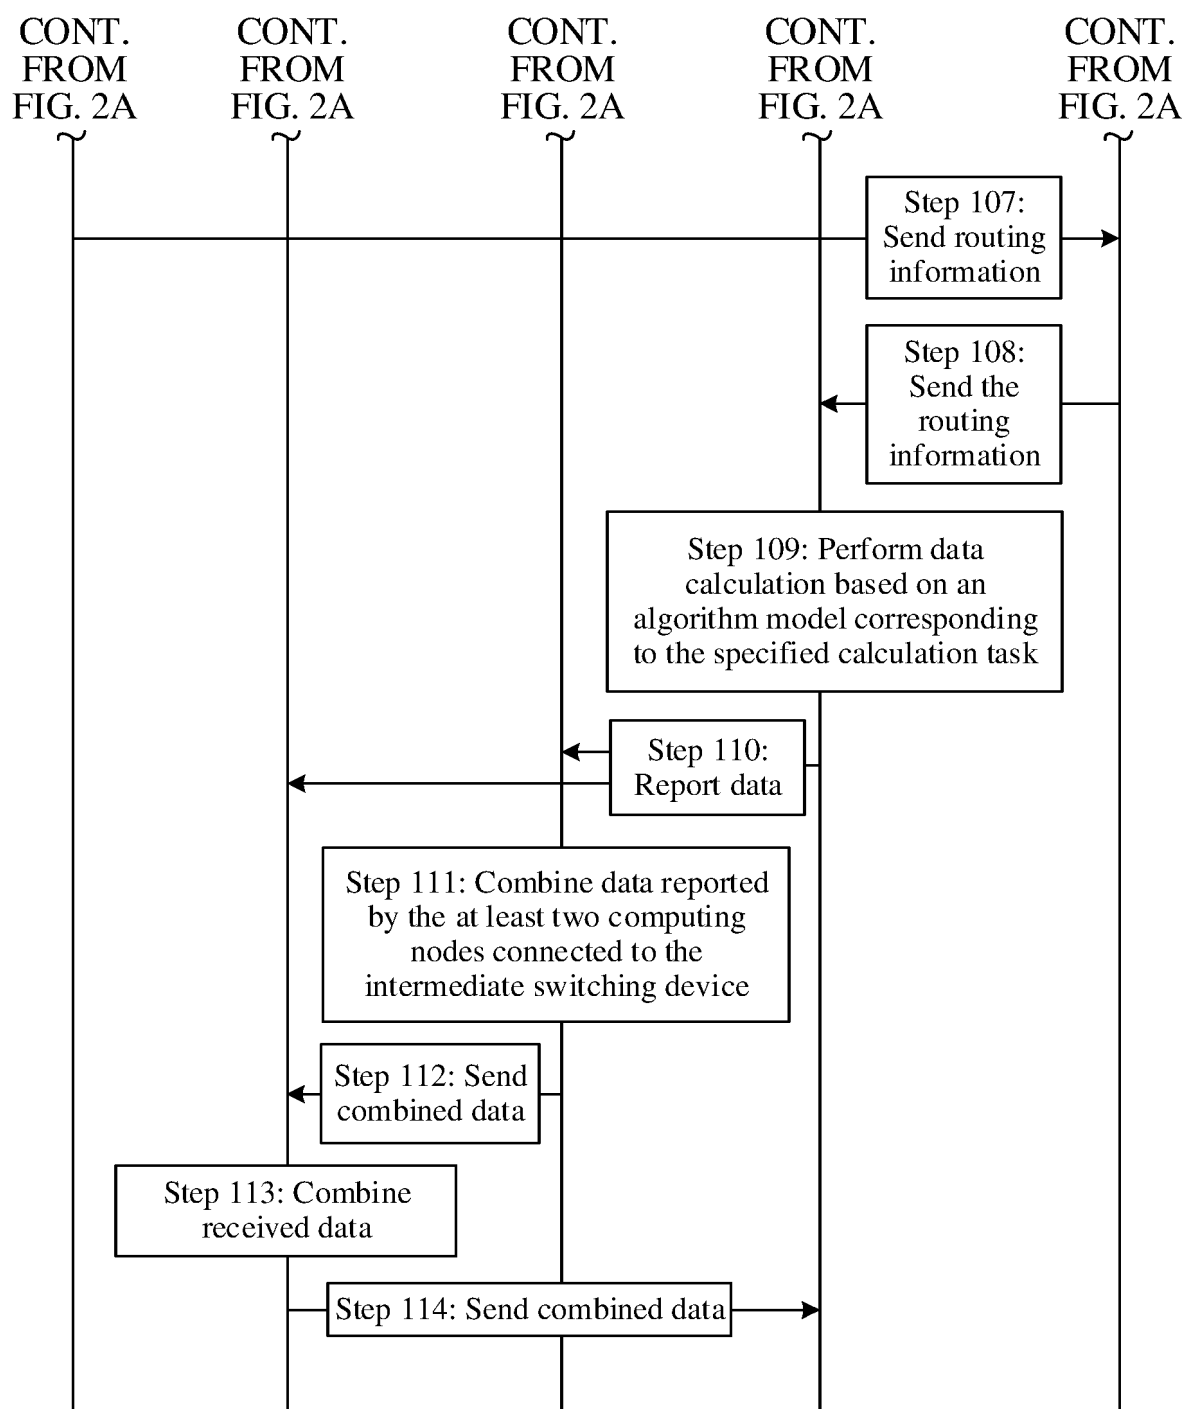 CONT.
FROM
FIG. 2A
CONT.
FROM
FIG. 2A
CONT.
FROM
FIG. 2A
CONT.
FROM
FIG. 2A
CONT.
FROM
FIG. 2A
Step 107:
Send routing
information
Step 108:
Send the
routing
information
Step 109: Perform data
calculation based on an
algorithm model corresponding
to the specified calculation task
Step 110:
Report data
Step 111: Combine data reported
by the at least two computing
nodes connected to the
intermediate switching device
Step 112: Send
combined data
Step 113: Combine
received data
Step 114: Send combined data